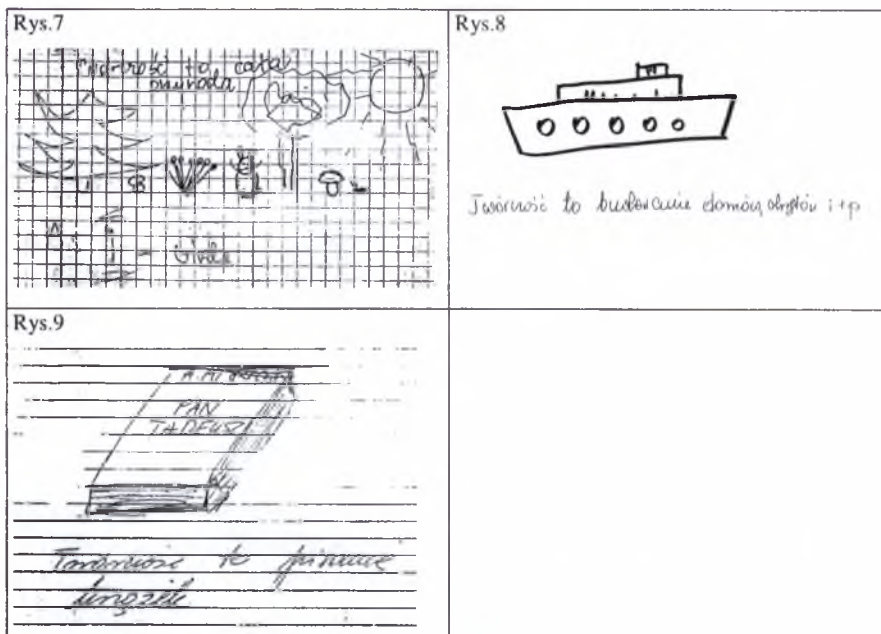 Rys.7
Twórczość to cała
przyroda
Rys.8
Twórczość to budowanie domów, okrętów itp
Rys.9
PAN
TADEUSZ
Twórczość to pisanie
książek